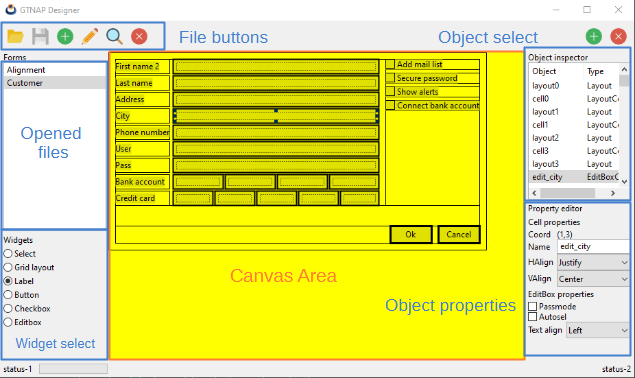 GTNAP Designer
File buttons
Object select
Forms
Alignment
Customer
Opened
files
Widgets
Select
Grid layout
Label
Button
Checkbox
Editbox
Widget select
status-1
First name 2
Last name
Address
City
Phone number
User
Pass
Bank account
Credit card
Add mail list
Secure password
Show alerts
Connect bank account
Ok Cancel
Canvas Area
Object properties
Object inspector
Object Type
layout0 Layout
cell0 LayoutCo
layout1 Layout
cell1 LayoutCo
layout2 Layout
cell3 LayoutCo
layout3 Layout
edit_city EditBoxC
Property editor
Cell properties
Coord (1,3)
Name edit_city
HAlign Justify
VAlign Center
EditBox properties
Passmode
Autosel
Text align Left
status-2